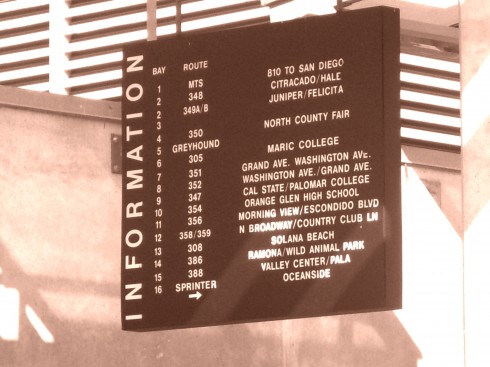 INFORMATION
BAY ROUTE
1 MTS 810 TO SAN DIEGO
2 348 CITRACADO/HALE
2 349A/B JUNIPER/FELICITA
3
4 350 NORTH COUNTY FAIR
5 GREYHOUND
6 305 MARIC COLLEGE
7 351 GRAND AVE. WASHINGTON AVE.
8 352 WASHINGTON AVE./GRAND AVE.
9 347 CAL STATE/PALOMAR COLLEGE
10 354 ORANGE GLEN HIGH SCHOOL
11 356 MORNING VIEW/ESCONDIDO BLVD
12 358/359 N BROADWAY/COUNTRY CLUB LN
13 308 SOLANA BEACH
14 386 RAMONA/WILD ANIMAL PARK
15 388 VALLEY CENTER/PALA
16 SPRINTER OCEANSIDE
→